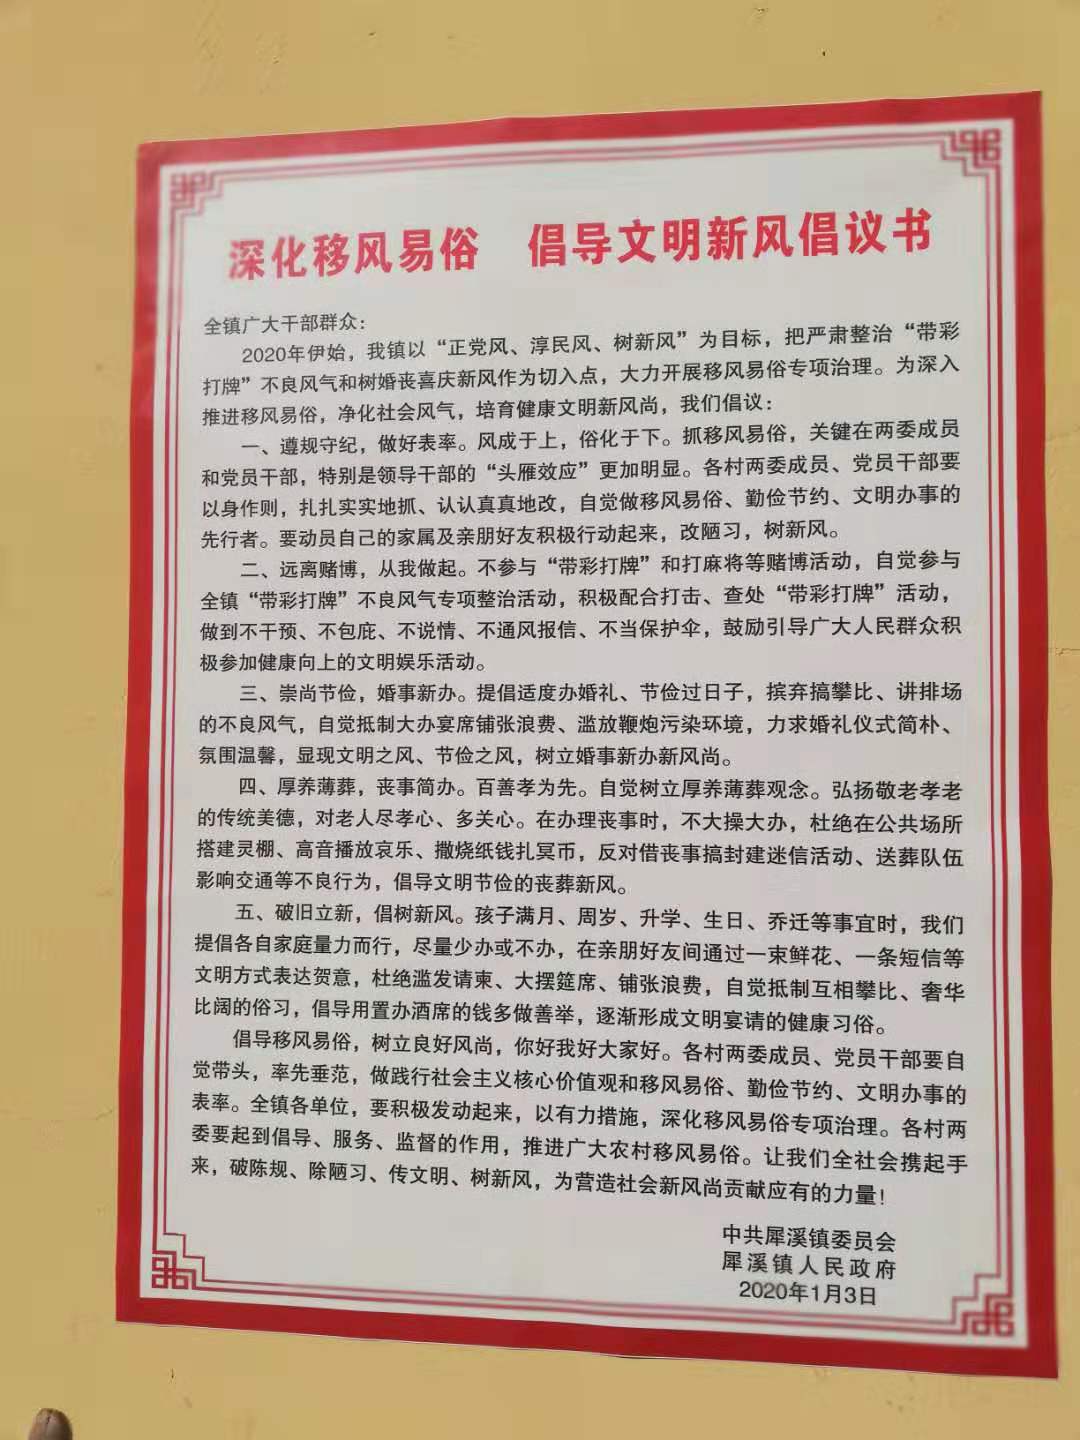 深化移风易俗 倡导文明新风倡议书
全镇广大干部群众：
2020年伊始，我镇以“正党风、淳民风、树新风”为目标，把严肃整治“带彩
打牌”不良风气和树婚丧喜庆新风作为切入点，大力开展移风易俗专项治理。为深入
推进移风易俗，净化社会风气，培育健康文明新风尚，我们倡议：
一、遵规守纪，做好表率。风成于上，俗化于下。抓移风易俗，关键在两委成员
和党员干部，特别是领导干部的“头雁效应”更加明显。各村两委成员、党员干部要
以身作则，扎扎实实地抓、认认真真地改，自觉做移风易俗、勤俭节约、文明办事的
先行者。要动员自己的家属及亲朋好友积极行动起来，改陋习，树新风。
二、远离赌博，从我做起。不参与“带彩打牌”和打麻将等赌博活动，自觉参与
全镇“带彩打牌”不良风气专项整治活动，积极配合打击、查处“带彩打牌”活动，
做到不干预、不包庇、不说情、不通风报信、不当保护伞，鼓励引导广大人民群众积
极参加健康向上的文明娱乐活动。
三、崇尚节俭，婚事新办。提倡适度办婚礼、节俭过日子，摈弃搞攀比、讲排场
的不良风气，自觉抵制大办宴席铺张浪费、滥放鞭炮污染环境，力求婚礼仪式简朴、
氛围温馨，显现文明之风、节俭之风，树立婚事新办新风尚。
四、厚养薄葬，丧事简办。百善孝为先。自觉树立厚养薄葬观念。弘扬敬老孝老
的传统美德，对老人尽孝心、多关心。在办理丧事时，不大操大办，杜绝在公共场所
搭建灵棚、高音播放哀乐、撒烧纸钱扎冥币，反对借丧事搞封建迷信活动、送葬队伍
影响交通等不良行为，倡导文明节俭的丧葬新风。
五、破旧立新，倡树新风。孩子满月、周岁、升学、生日、乔迁等事宜时，我们
提倡各自家庭量力而行，尽量少办或不办，在亲朋好友间通过一束鲜花、一条短信等
文明方式表达贺意，杜绝滥发请柬、大摆筵席、铺张浪费，自觉抵制互相攀比、奢华
比阔的俗习，倡导用置办酒席的钱多做善举，逐渐形成文明宴请的健康习俗。
倡导移风易俗，树立良好风尚，你好我好大家好。各村两委成员、党员干部要自
觉带头，率先垂范，做践行社会主义核心价值观和移风易俗、勤俭节约、文明办事的
表率。全镇各单位，要积极发动起来，以有力措施，深化移风易俗专项治理。各村两
委要起到倡导、服务、监督的作用，推进广大农村移风易俗。让我们全社会携起手
来，破陈规、除陋习、传文明、树新风，为营造社会新风尚贡献应有的力量！
中共犀溪镇委员会
犀溪镇人民政府
2020年1月3日